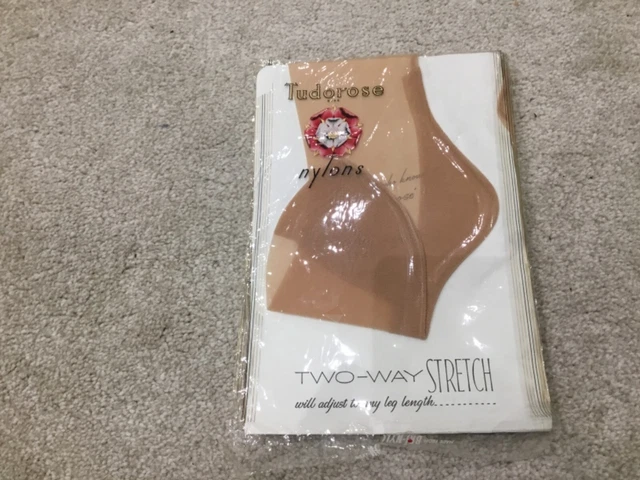 Tudorose
nylons
TWO-WAY STRETCH
will adjust to any leg length